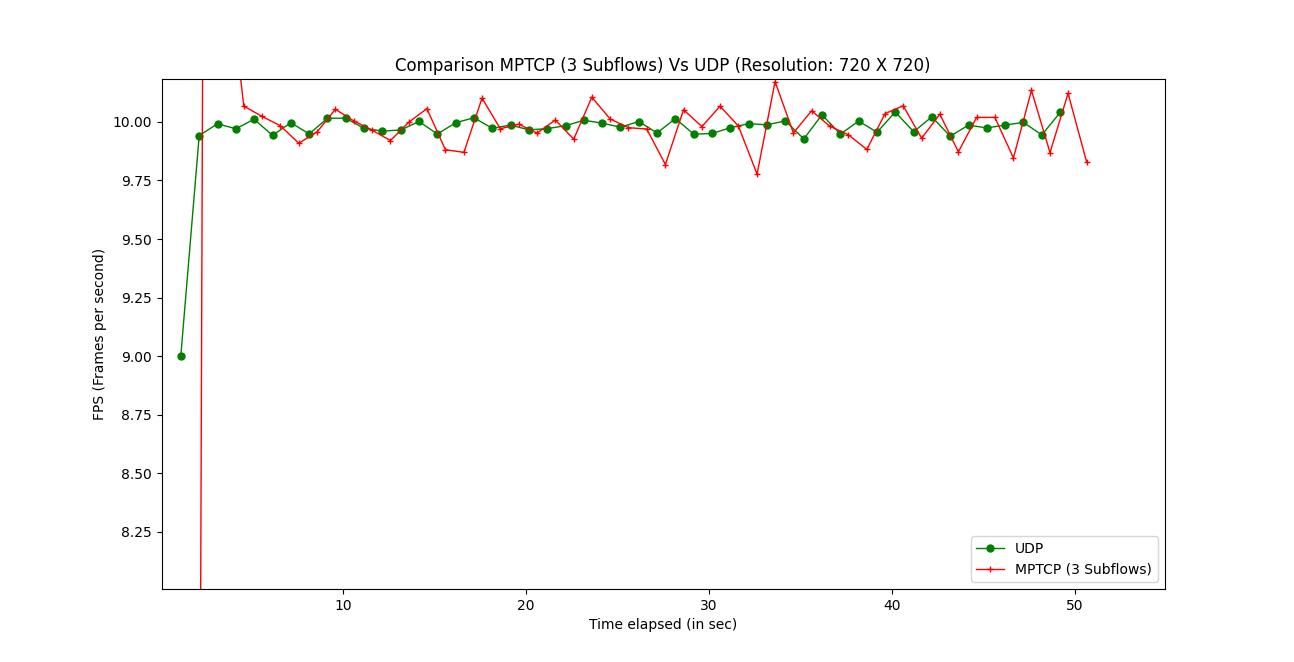 Comparison MPTCP (3 Subflows) Vs UDP (Resolution: 720 X 720)
FPS (Frames per second)
10.00
9.75
9.50
9.25
9.00
8.75
8.50
8.25
UDP
MPTCP (3 Subflows)
10
20
30
40
50
Time elapsed (in sec)